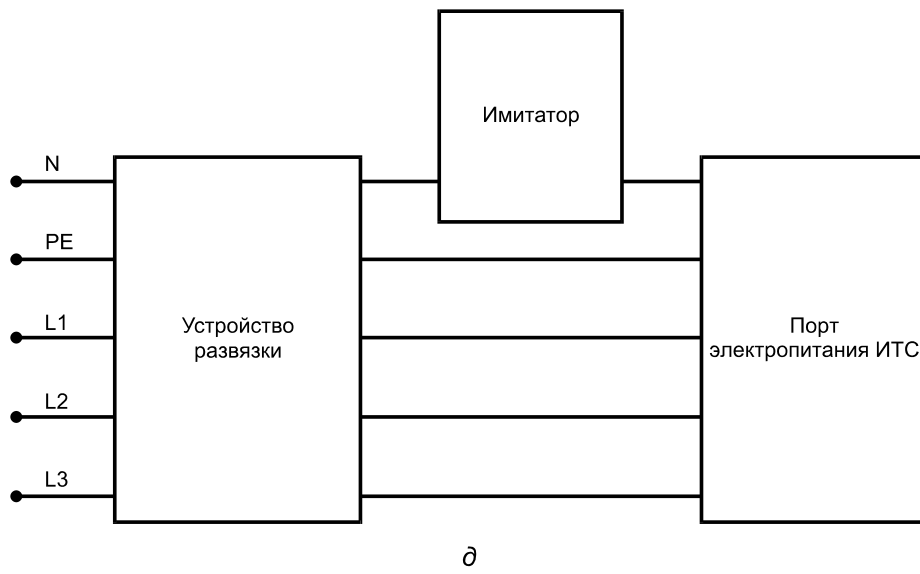 Имитатор
N
PE
L1
L2
L3
Устройство
развязки
Порт
электропитания ИТС
д